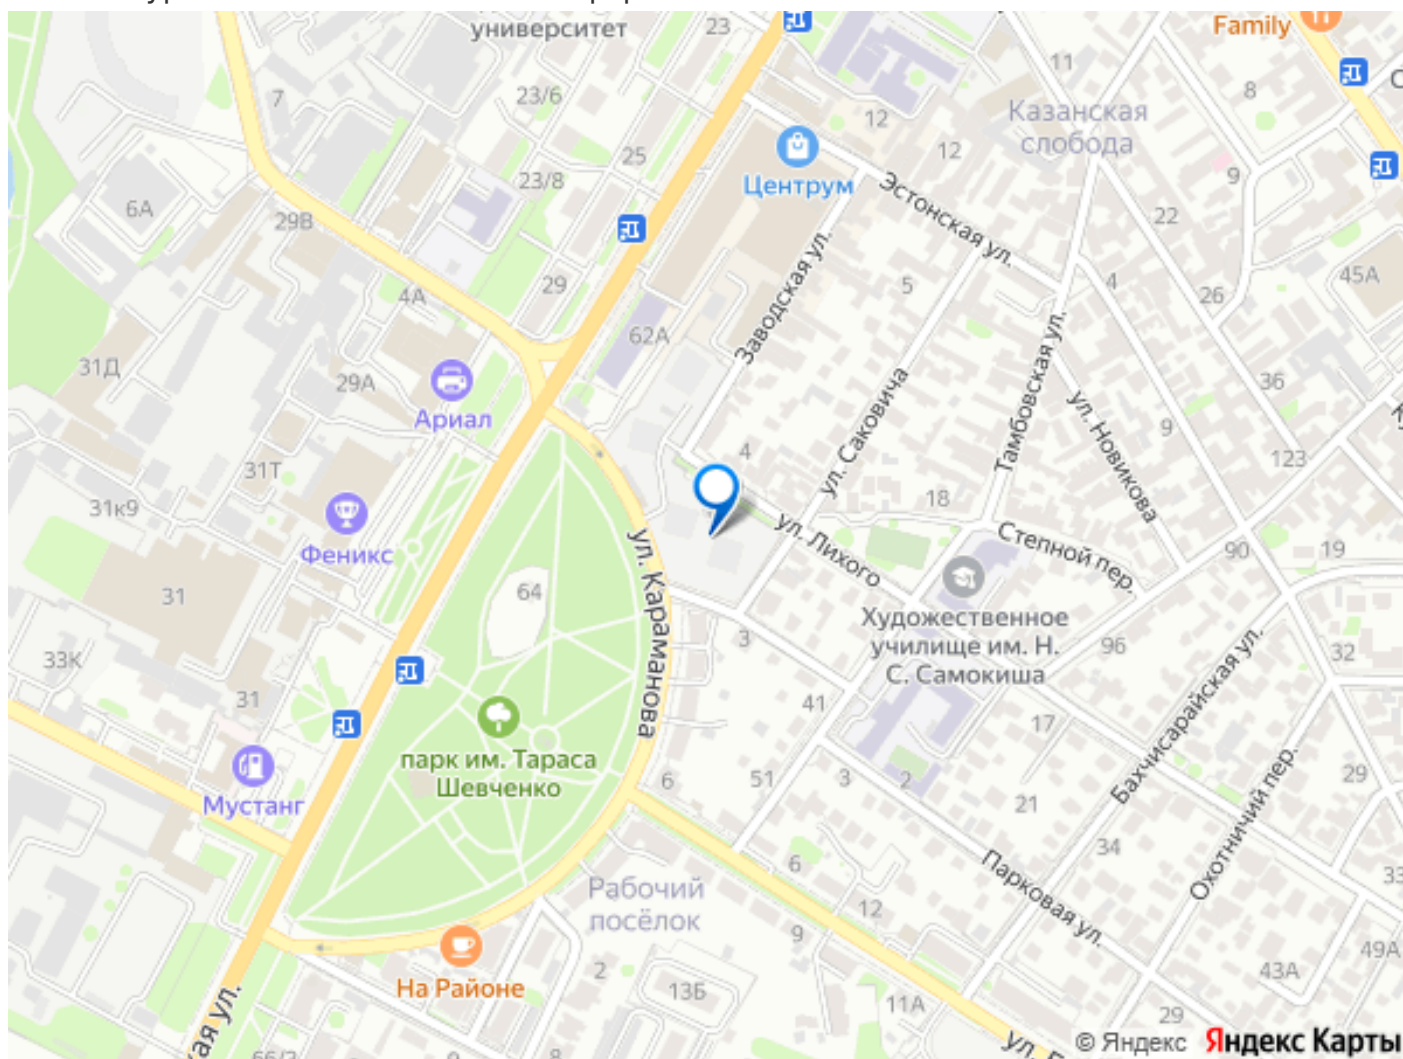 университет
23
Family
11
7
23/6
8
12
Казанская
слобода
25
12
Центрум
23/8
9
Эстонская ул.
6А
29В
22
Заводская ул.
45А
29
5
4
4А
26
62А
31Д
29А
36
Ариал
ул. Саковича
Тамбовская ул.
ул. Новикова
9
4
31Т
123
31к9
18
ул. Лихого
Степной пер.
Феникс
90
19
ул. Караманова
31
64
Художественное
училище им. Н.
С. Самокиша
3
96
32
33К
31
41
17
Бахчисарайская ул.
парк им. Тараса
Шевченко
6
51
3
2
29
Мустанг
21
Охотничий пер.
34
6
Парковая ул.
Рабочий
посёлок
12
33
9
49А
На Районе
2
13Б
43А
11А
29
ая ул.
8
© Яндекс Яндекс Карты